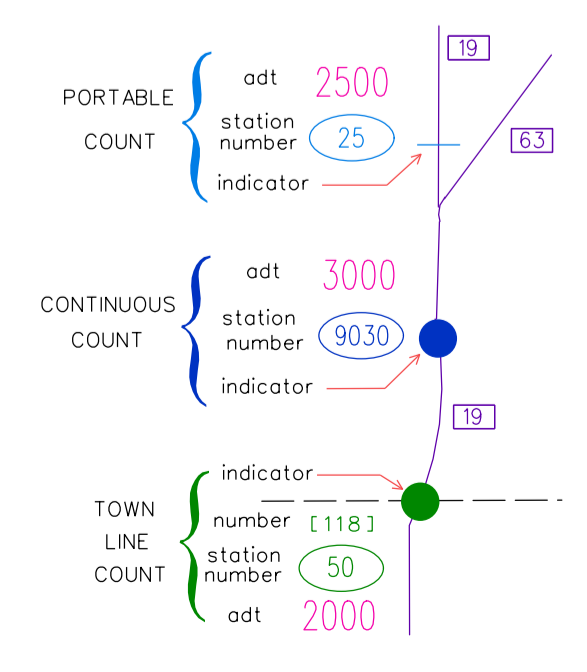 19
63
PORTABLE
COUNT
adt 2500
station
number 25
indicator
CONTINUOUS
COUNT
adt 3000
station
number 9030
indicator
19
TOWN
LINE
COUNT
indicator
number [118]
station
number 50
adt 2000